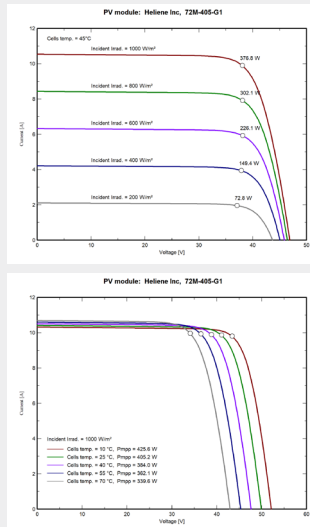 PV module: Heliene Inc, 72M-405-G1
Cells temp. = 45°C
Incident Irrad. = 1000 W/m²
376.8 W
Incident Irrad. = 800 W/m²
302.1 W
Incident Irrad. = 600 W/m²
226.1 W
Incident Irrad. = 400 W/m²
149.4 W
Incident Irrad. = 200 W/m²
72.8 W
Current [A]
12
10
8
6
4
2
0
0 10 20 30 40 50
Voltage [V]
PV module: Heliene Inc, 72M-405-G1
Current [A]
12
10
8
6
4
2
0
Incident Irrad. = 1000 W/m²
Cells temp. = 10 °C, Pmpp = 425.6 W
Cells temp. = 25 °C, Pmpp = 405.2 W
Cells temp. = 40 °C, Pmpp = 384.0 W
Cells temp. = 55 °C, Pmpp = 362.1 W
Cells temp. = 70 °C, Pmpp = 339.6 W
0 10 20 30 40 50 60
Voltage [V]